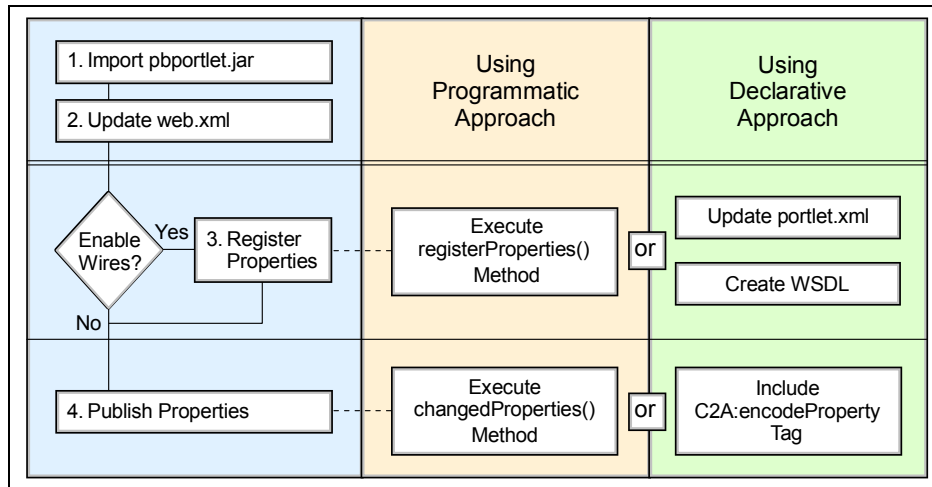 1. Import pbportlet.jar
2. Update web.xml
Using
Programmatic
Approach
Using
Declarative
Approach
Enable
Wires?
Yes
No
3. Register
Properties
Execute
registerProperties()
Method
or
Update portlet.xml
Create WSDL
4. Publish Properties
Execute
changedProperties()
Method
or
Include
C2A:encodeProperty
Tag